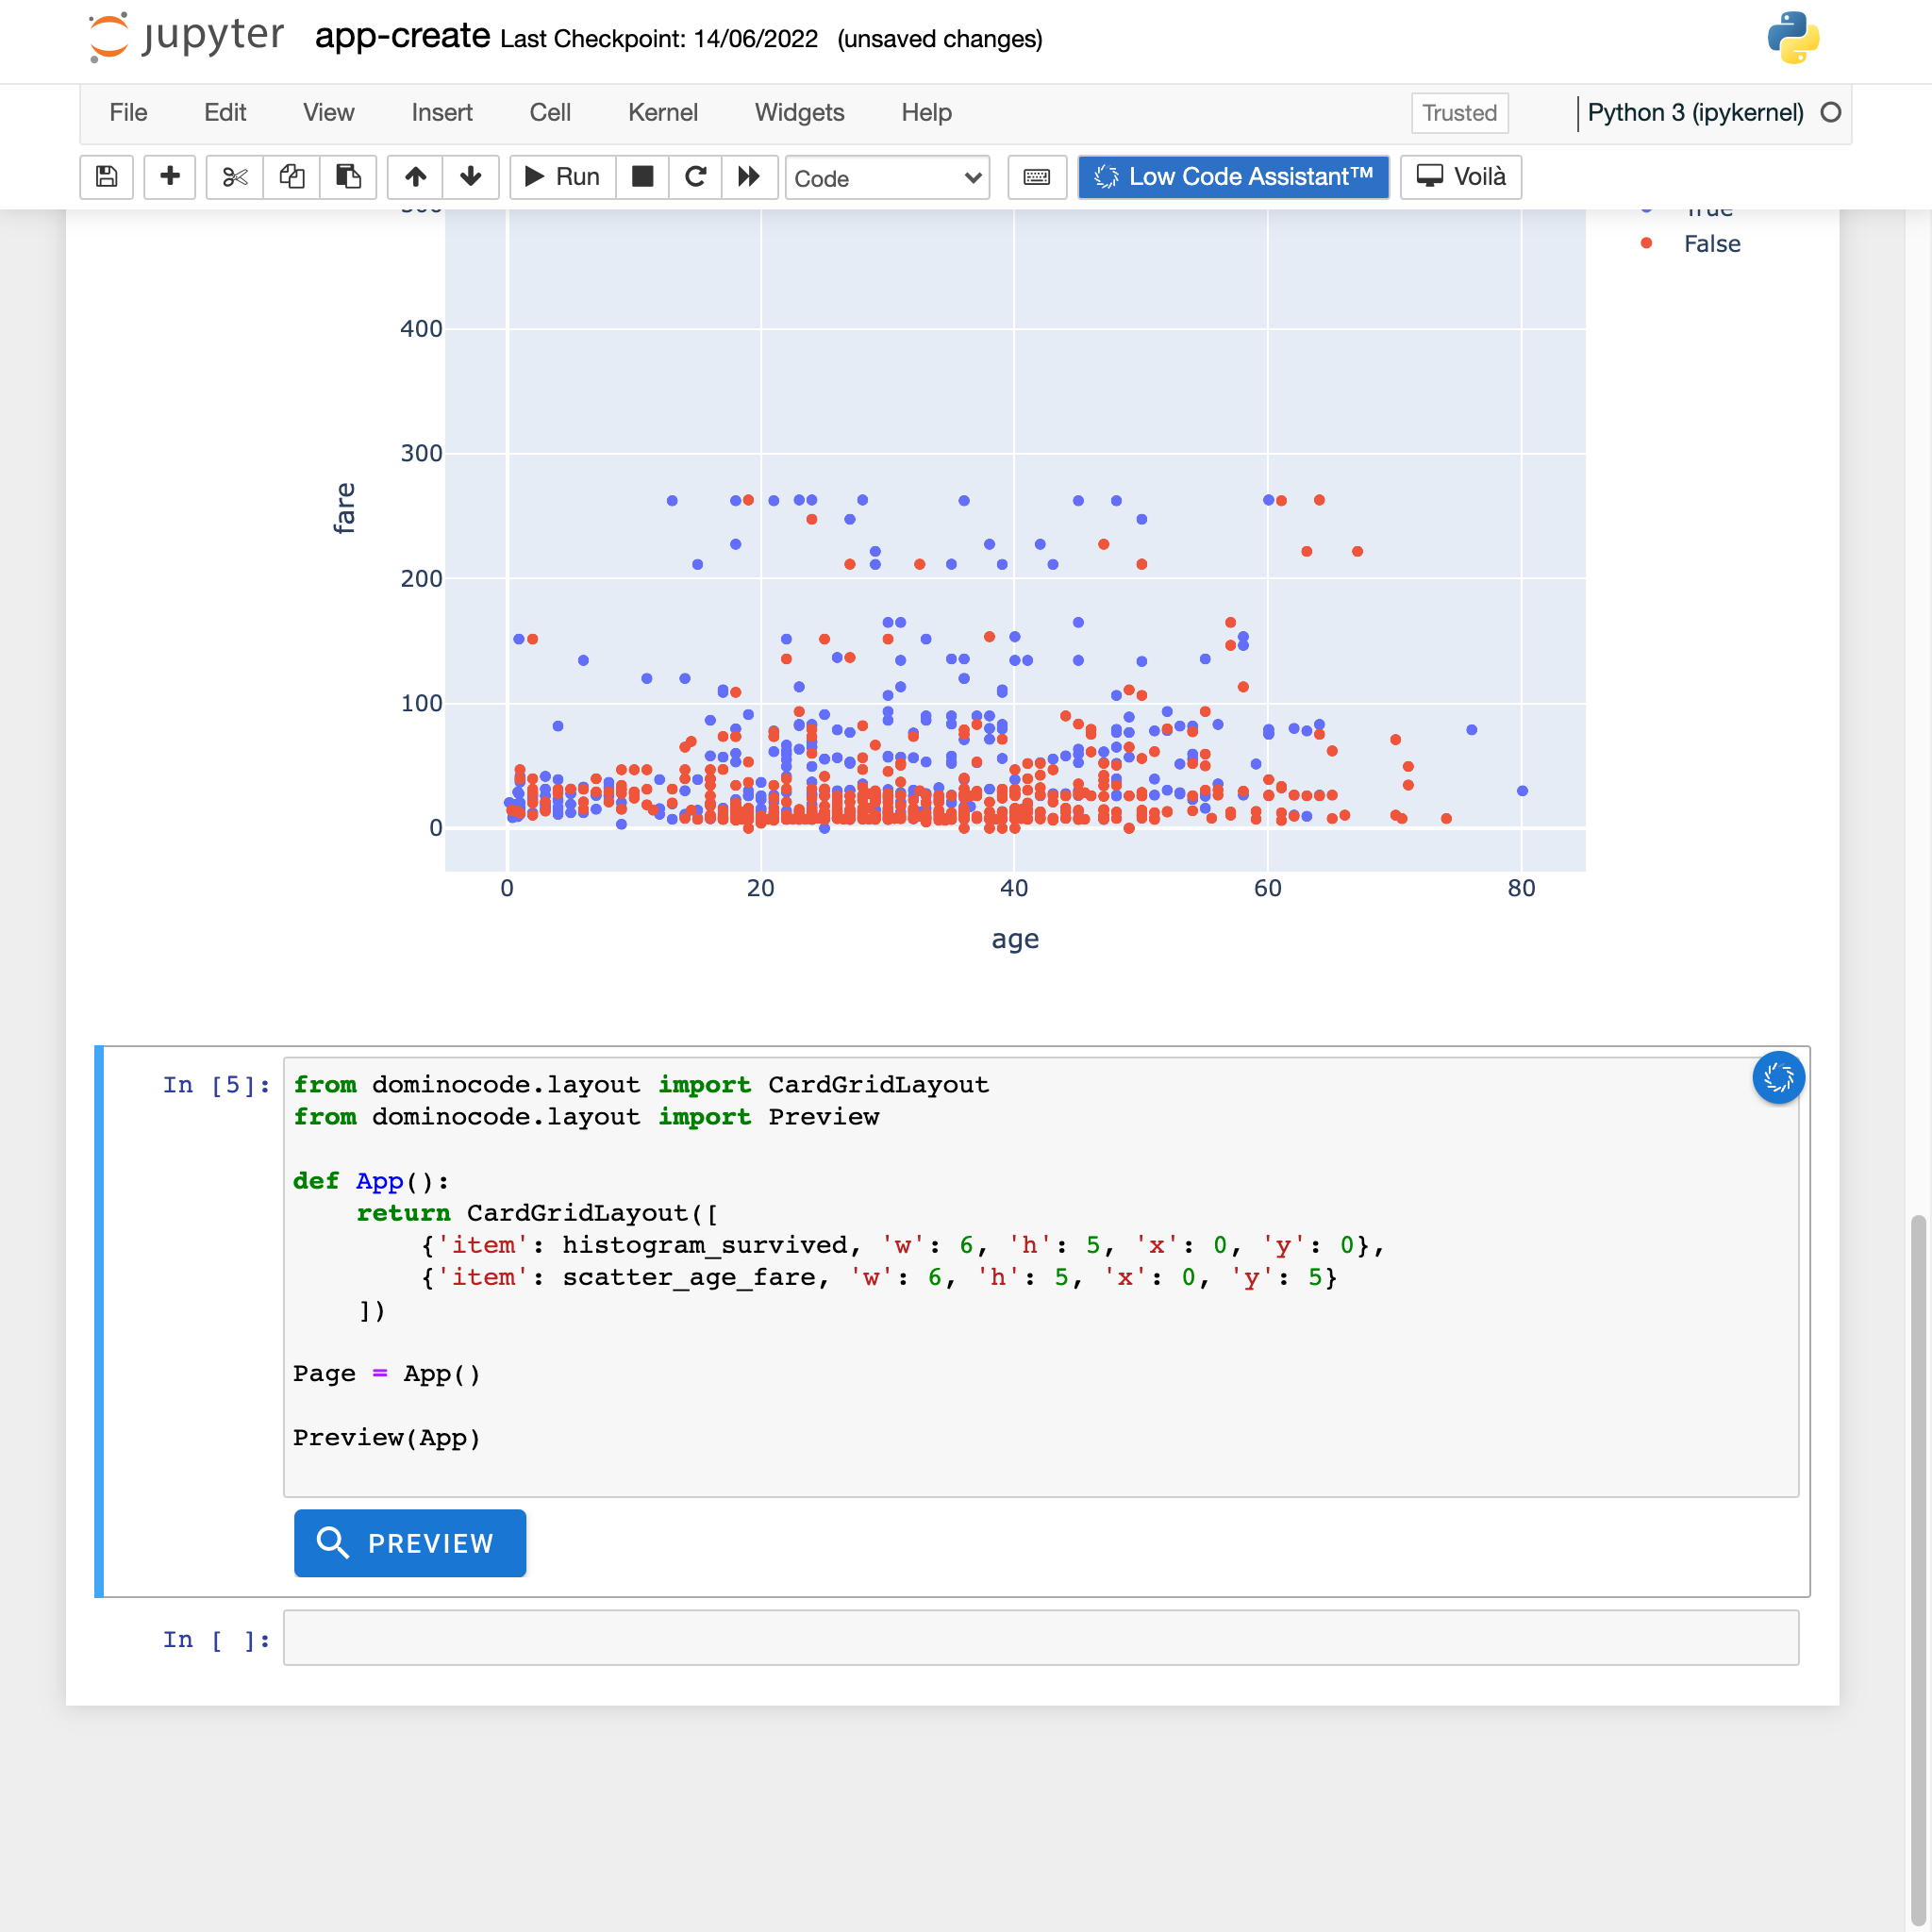 jupyter app-create Last Checkpoint: 14/06/2022 (unsaved changes)
File Edit View Insert Cell Kernel Widgets Help Trusted Python 3 (ipykernel)
Run Code Low Code Assistant™ Voilà
True
False
400
300
200
100
0
fare
0 20 40 60 80
age
In [5]:
from dominocode.layout import CardGridLayout
from dominocode.layout import Preview
def App():
    return CardGridLayout([
        {'item': histogram_survived, 'w': 6, 'h': 5, 'x': 0, 'y': 0},
        {'item': scatter_age_fare, 'w': 6, 'h': 5, 'x': 0, 'y': 5}
    ])
Page = App()
Preview(App)
PREVIEW
In [ ]: